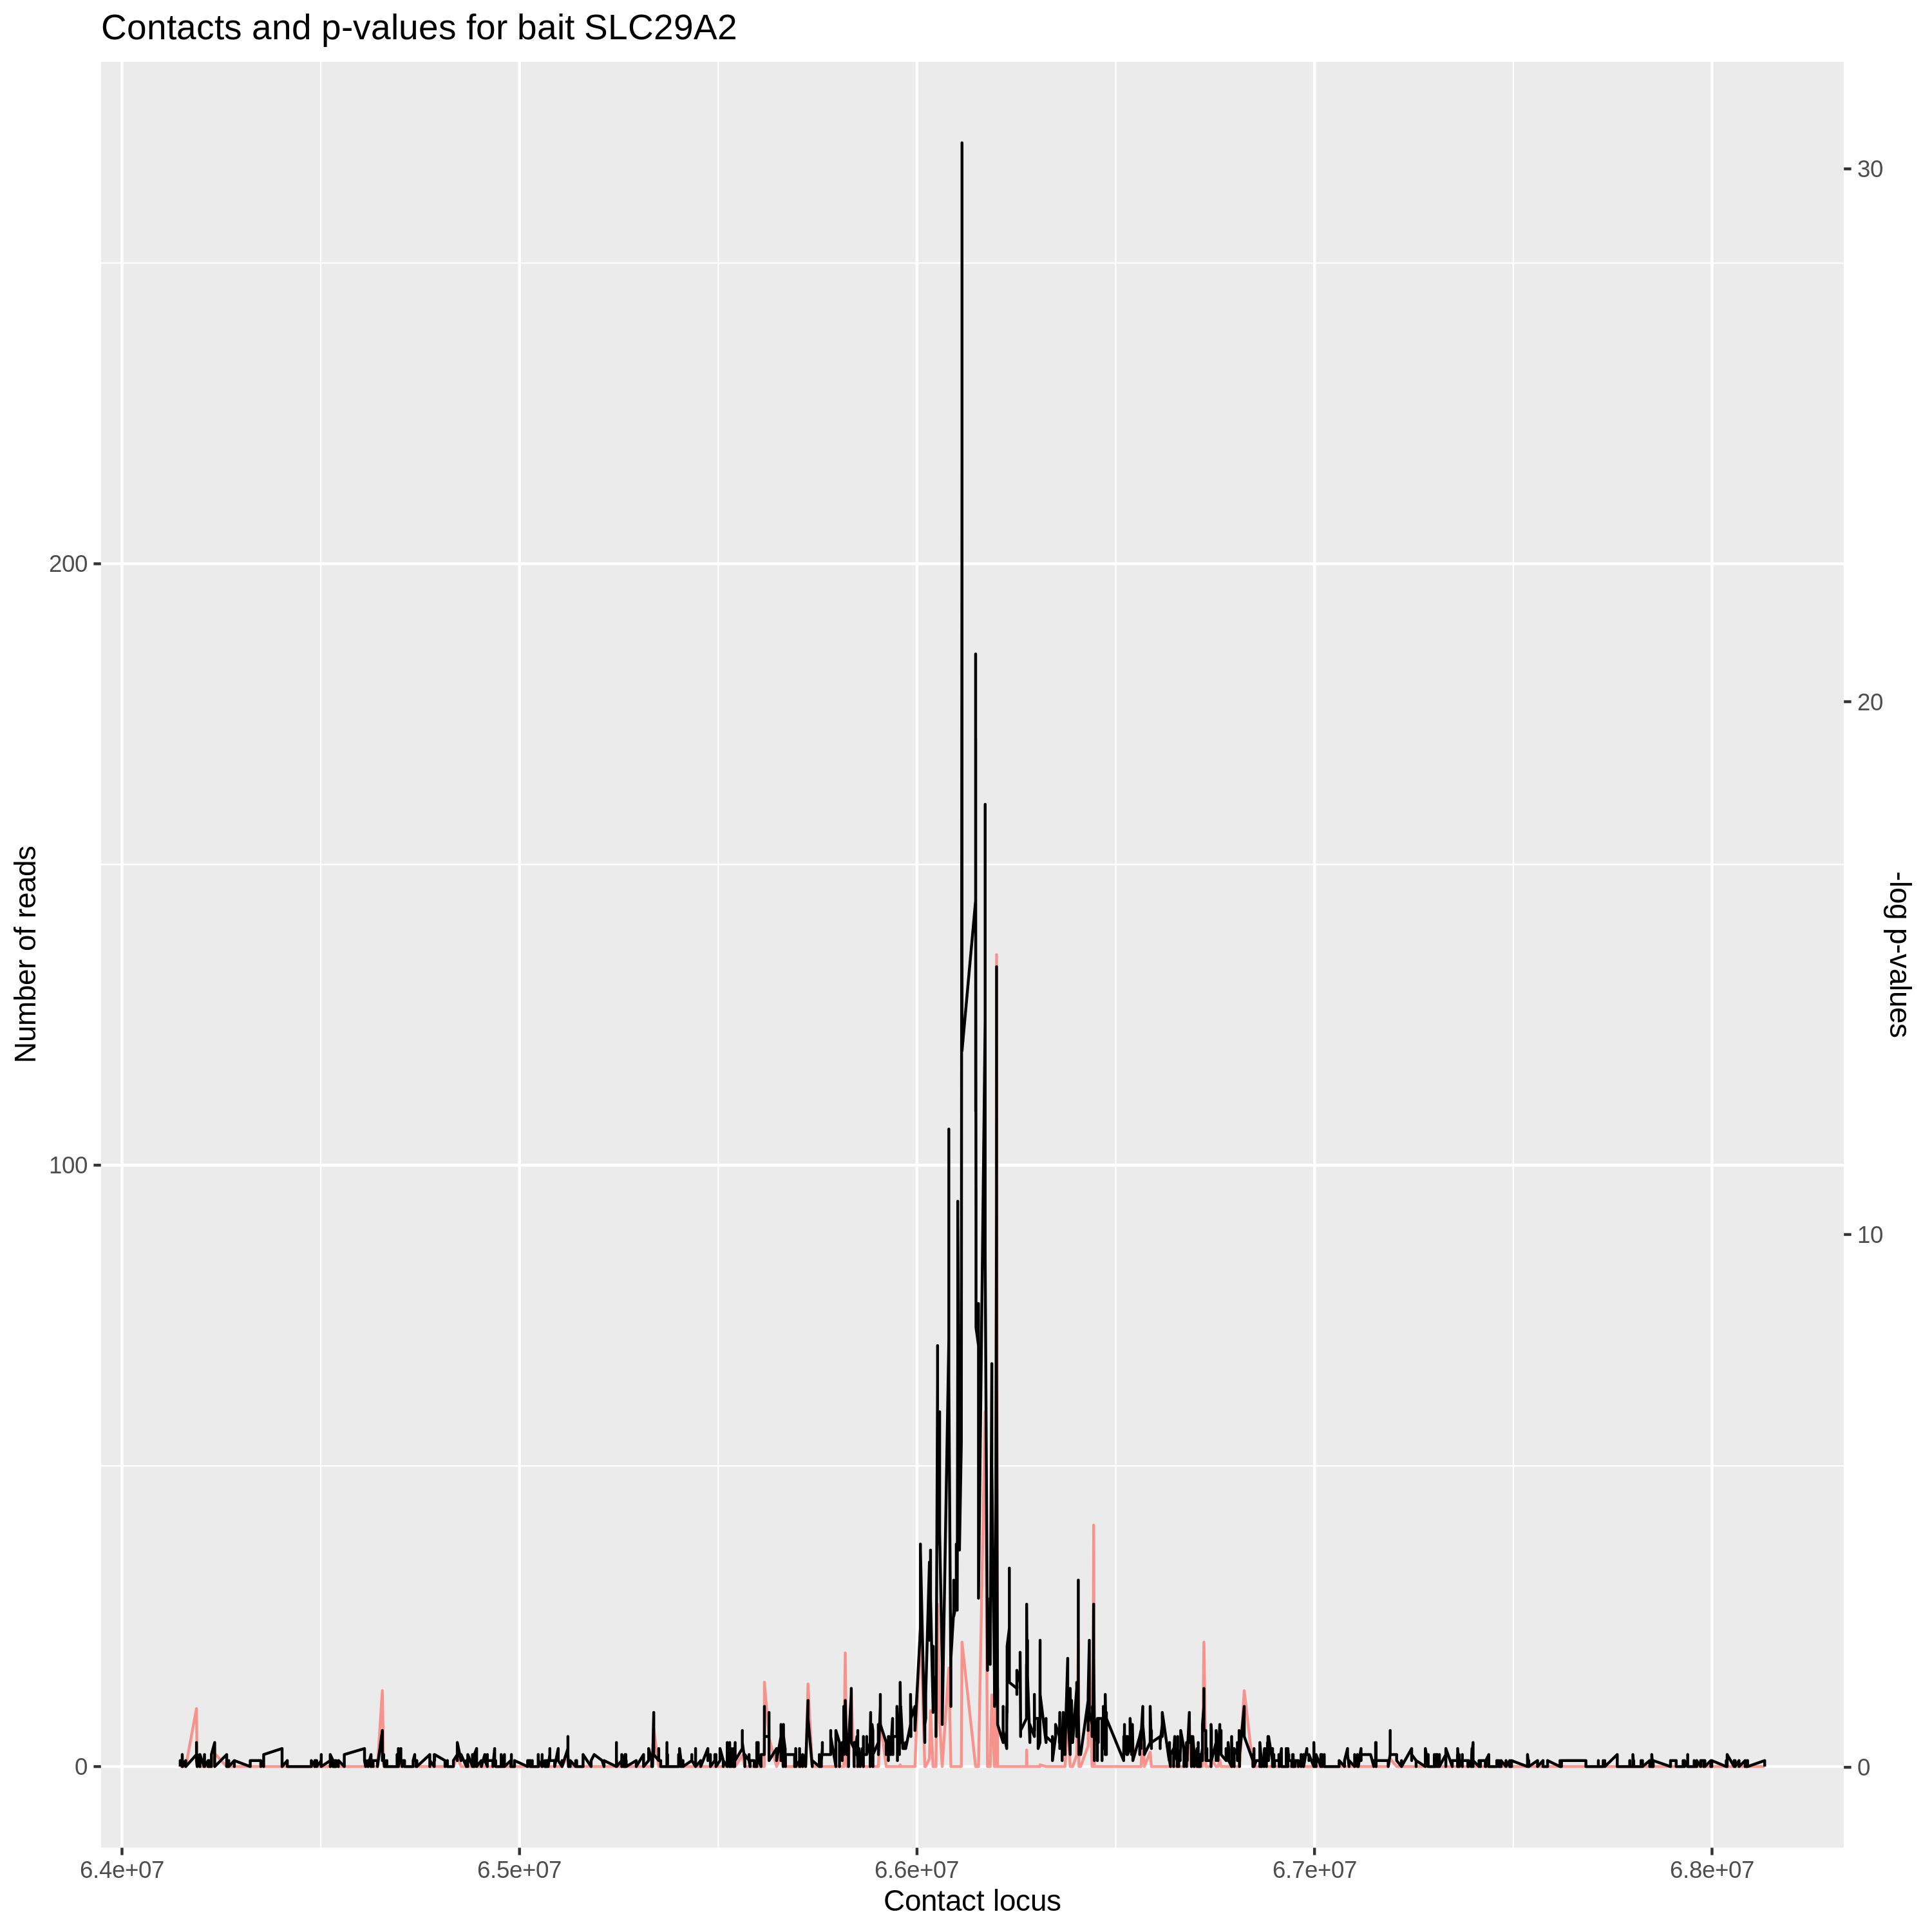 Contacts and p-values for bait SLC29A2
Number of reads
200
100
0
30
20
10
0
-log p-values
6.4e+07
6.5e+07
6.6e+07
6.7e+07
6.8e+07
Contact locus